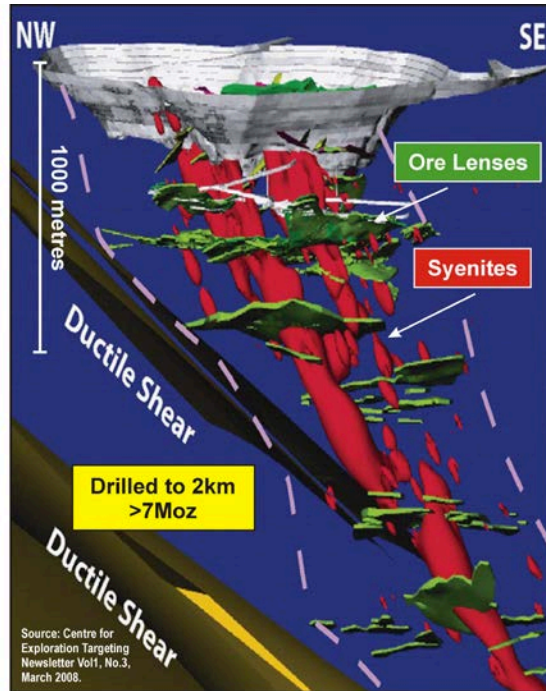 NW
SE
1000 metres
Ore Lenses
Syenites
Ductile Shear
Drilled to 2km
>7Moz
Ductile Shear
Source: Centre for
Exploration Targeting
Newsletter Vol1, No.3,
March 2008.